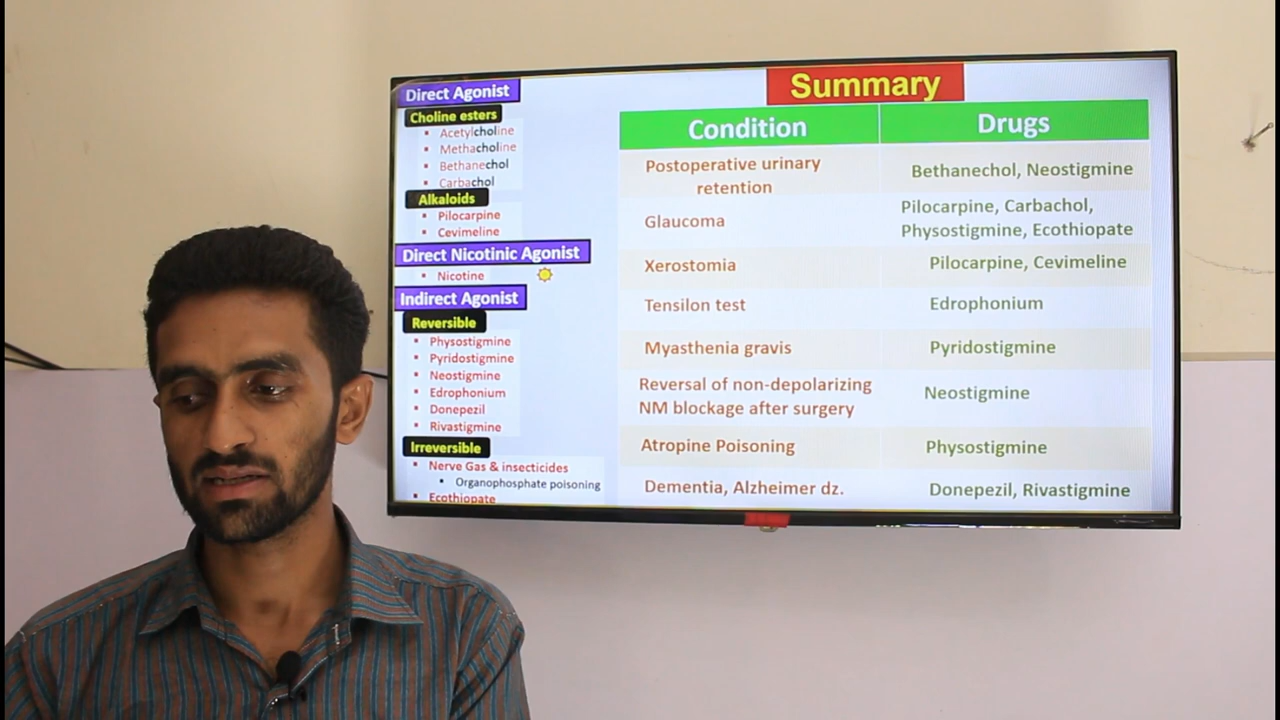 Direct Agonist
Choline esters
▪ Acetylcholine
▪ Methacholine
▪ Bethanechol
▪ Carbachol
Alkaloids
▪ Pilocarpine
▪ Cevimeline
Direct Nicotinic Agonist
▪ Nicotine
Indirect Agonist
Reversible
▪ Physostigmine
▪ Pyridostigmine
▪ Neostigmine
▪ Edrophonium
▪ Donepezil
▪ Rivastigmine
Irreversible
▪ Nerve Gas & insecticides
▪ Organophosphate poisoning
▪ Ecothiopate
Summary
Condition Drugs
Postoperative urinary
retention
Bethanechol, Neostigmine
Glaucoma
Pilocarpine, Carbachol,
Physostigmine, Ecothiopate
Xerostomia Pilocarpine, Cevimeline
Tensilon test Edrophonium
Myasthenia gravis Pyridostigmine
Reversal of non-depolarizing
NM blockage after surgery
Neostigmine
Atropine Poisoning Physostigmine
Dementia, Alzheimer dz. Donepezil, Rivastigmine